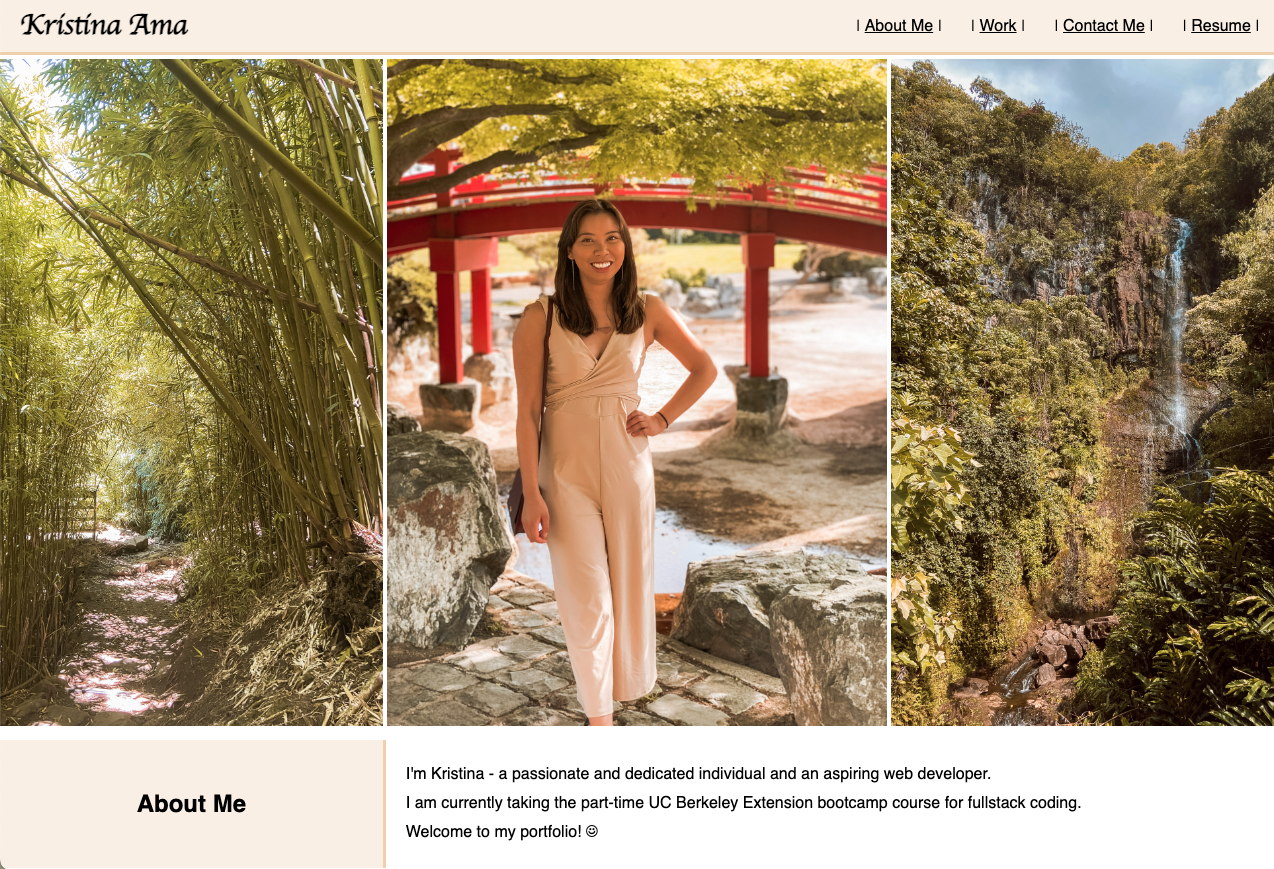 Kristina Ama
| About Me | | Work | | Contact Me | | Resume |
About Me
I'm Kristina - a passionate and dedicated individual and an aspiring web developer.
I am currently taking the part-time UC Berkeley Extension bootcamp course for fullstack coding.
Welcome to my portfolio! ☺